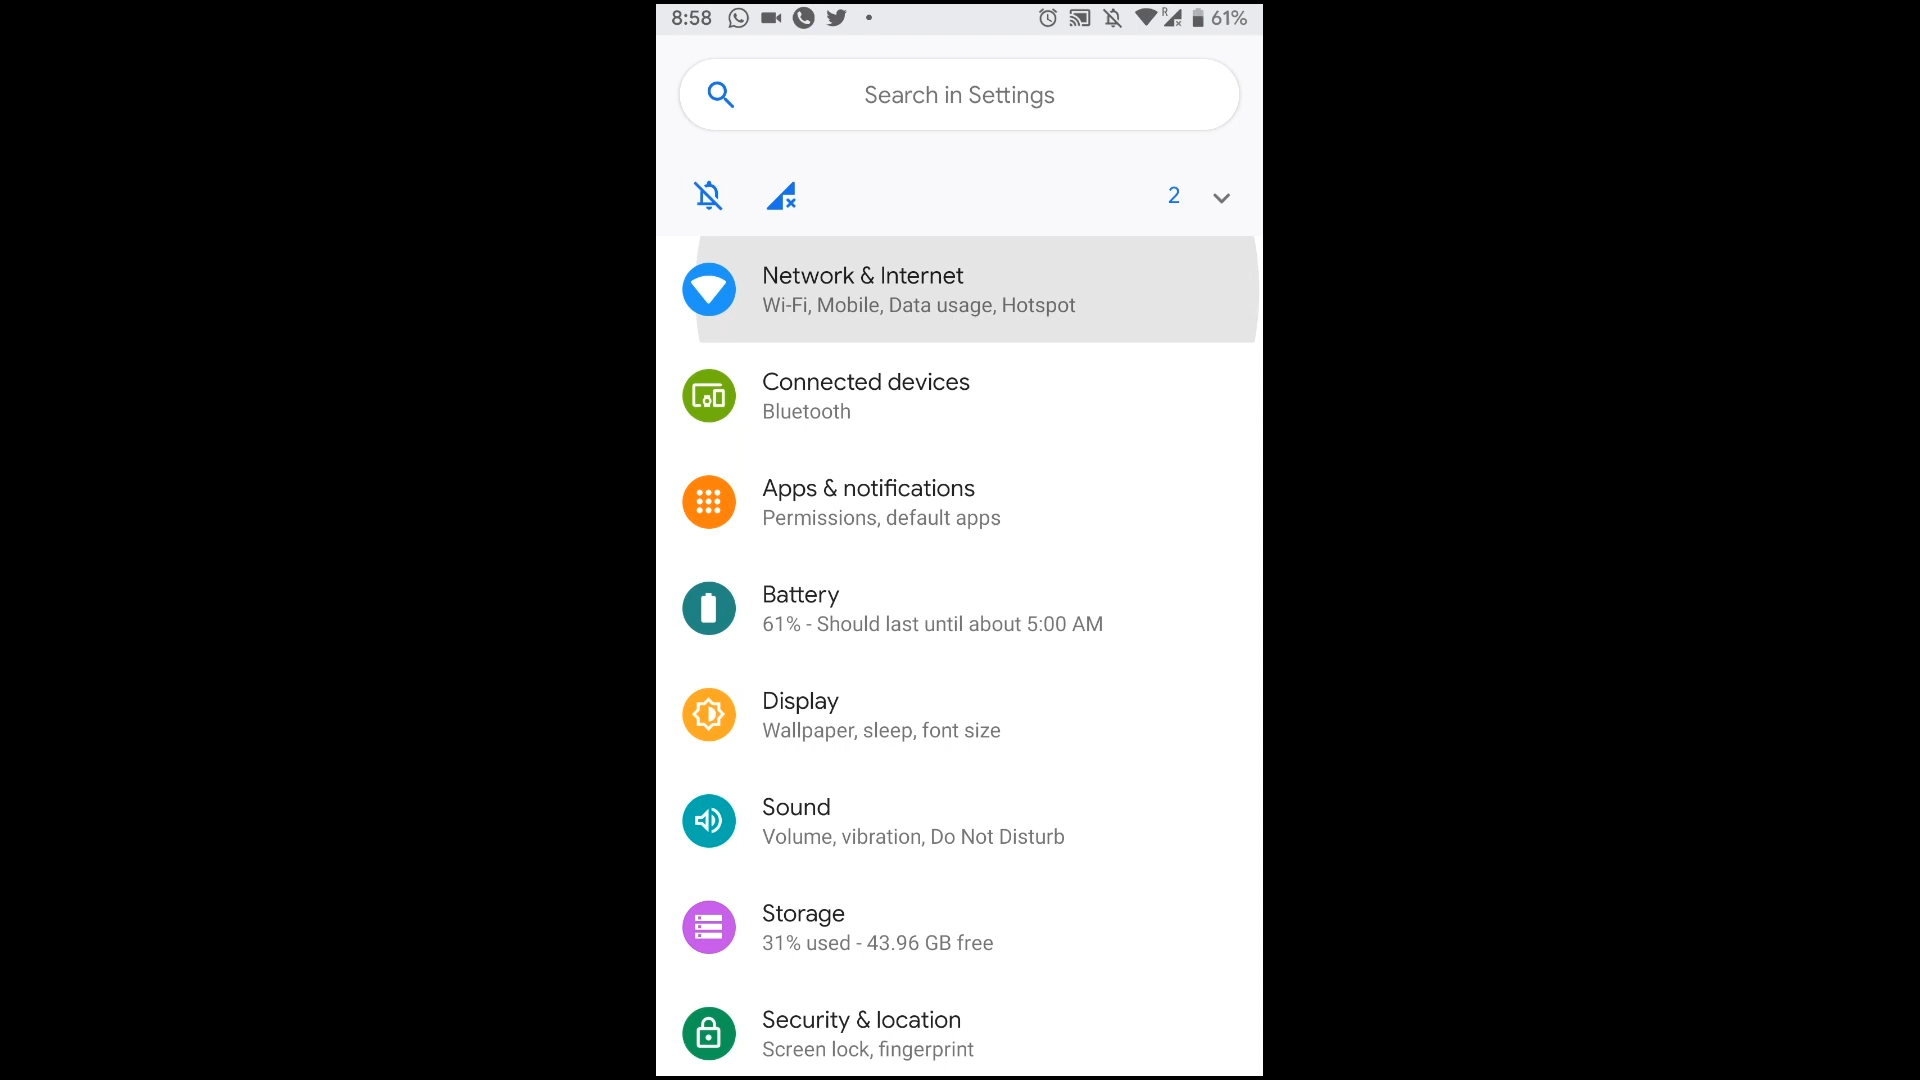 8:58 R 61%
Search in Settings
2
Network & Internet
Wi-Fi, Mobile, Data usage, Hotspot
Connected devices
Bluetooth
Apps & notifications
Permissions, default apps
Battery
61% - Should last until about 5:00 AM
Display
Wallpaper, sleep, font size
Sound
Volume, vibration, Do Not Disturb
Storage
31% used - 43.96 GB free
Security & location
Screen lock, fingerprint